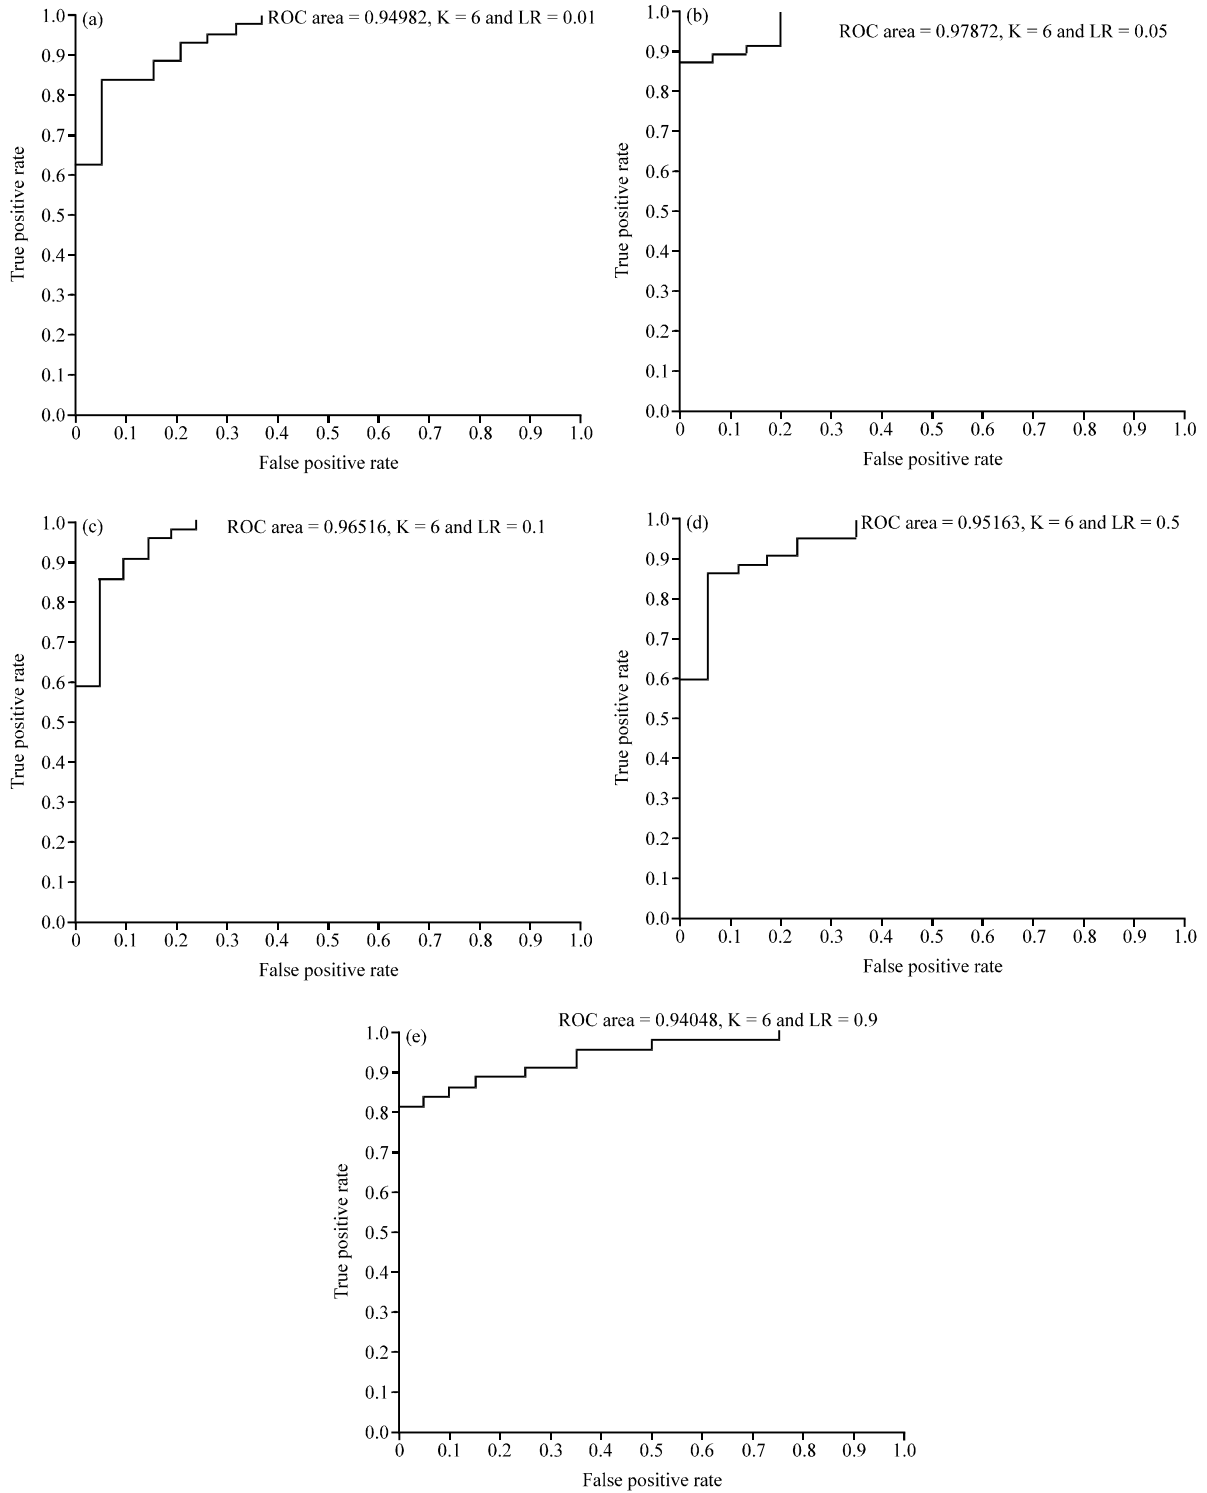 (a)
ROC area = 0.94982, K = 6 and LR = 0.01
1.0
0.9
0.8
0.7
0.6
0.5
0.4
0.3
0.2
0.1
0.0
True positive rate
0 0.1 0.2 0.3 0.4 0.5 0.6 0.7 0.8 0.9 1.0
False positive rate
(b)
ROC area = 0.97872, K = 6 and LR = 0.05
1.0
0.9
0.8
0.7
0.6
0.5
0.4
0.3
0.2
0.1
0.0
True positive rate
0 0.1 0.2 0.3 0.4 0.5 0.6 0.7 0.8 0.9 1.0
False positive rate
(c)
ROC area = 0.96516, K = 6 and LR = 0.1
1.0
0.9
0.8
0.7
0.6
0.5
0.4
0.3
0.2
0.1
0.0
True positive rate
0 0.1 0.2 0.3 0.4 0.5 0.6 0.7 0.8 0.9 1.0
False positive rate
(d)
ROC area = 0.95163, K = 6 and LR = 0.5
1.0
0.9
0.8
0.7
0.6
0.5
0.4
0.3
0.2
0.1
0.0
True positive rate
0 0.1 0.2 0.3 0.4 0.5 0.6 0.7 0.8 0.9 1.0
False positive rate
(e)
ROC area = 0.94048, K = 6 and LR = 0.9
1.0
0.9
0.8
0.7
0.6
0.5
0.4
0.3
0.2
0.1
0.0
True positive rate
0 0.1 0.2 0.3 0.4 0.5 0.6 0.7 0.8 0.9 1.0
False positive rate